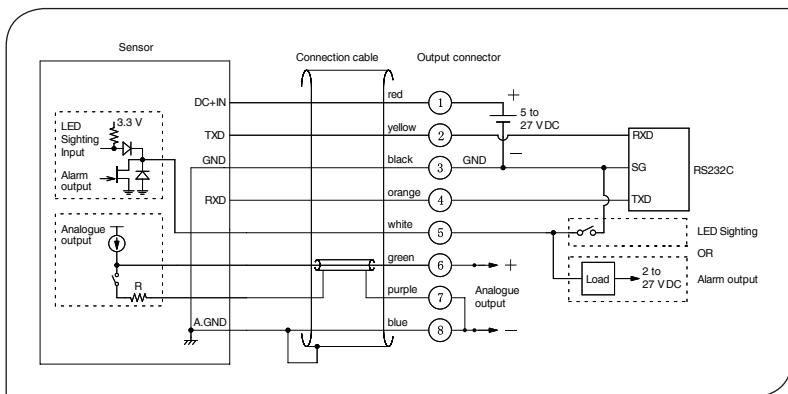 Sensor
Connection cable
Output connector
DC+IN
red
1
+
5 to
27 V DC
−
LED
Sighting
Input
3.3 V
Alarm
output
TXD
yellow
2
RXD
GND
black
3
GND
SG
RS232C
RXD
orange
4
TXD
white
5
LED Sighting
OR
Analogue
output
R
green
6
+
Load
2 to
27 V DC
Alarm output
purple
7
Analogue
output
A.GND
blue
8
−